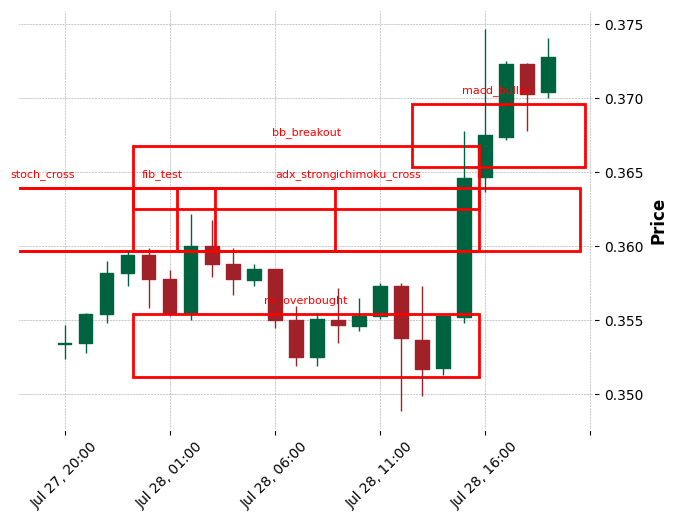 0.375
macd_bullish
0.370
bb_breakout
0.365
stoch_cross
fib_test
adx_strong
ichimoku_cross
0.360
rsi_overbought
0.355
0.350
Price
Jul 27, 20:00
Jul 28, 01:00
Jul 28, 06:00
Jul 28, 11:00
Jul 28, 16:00